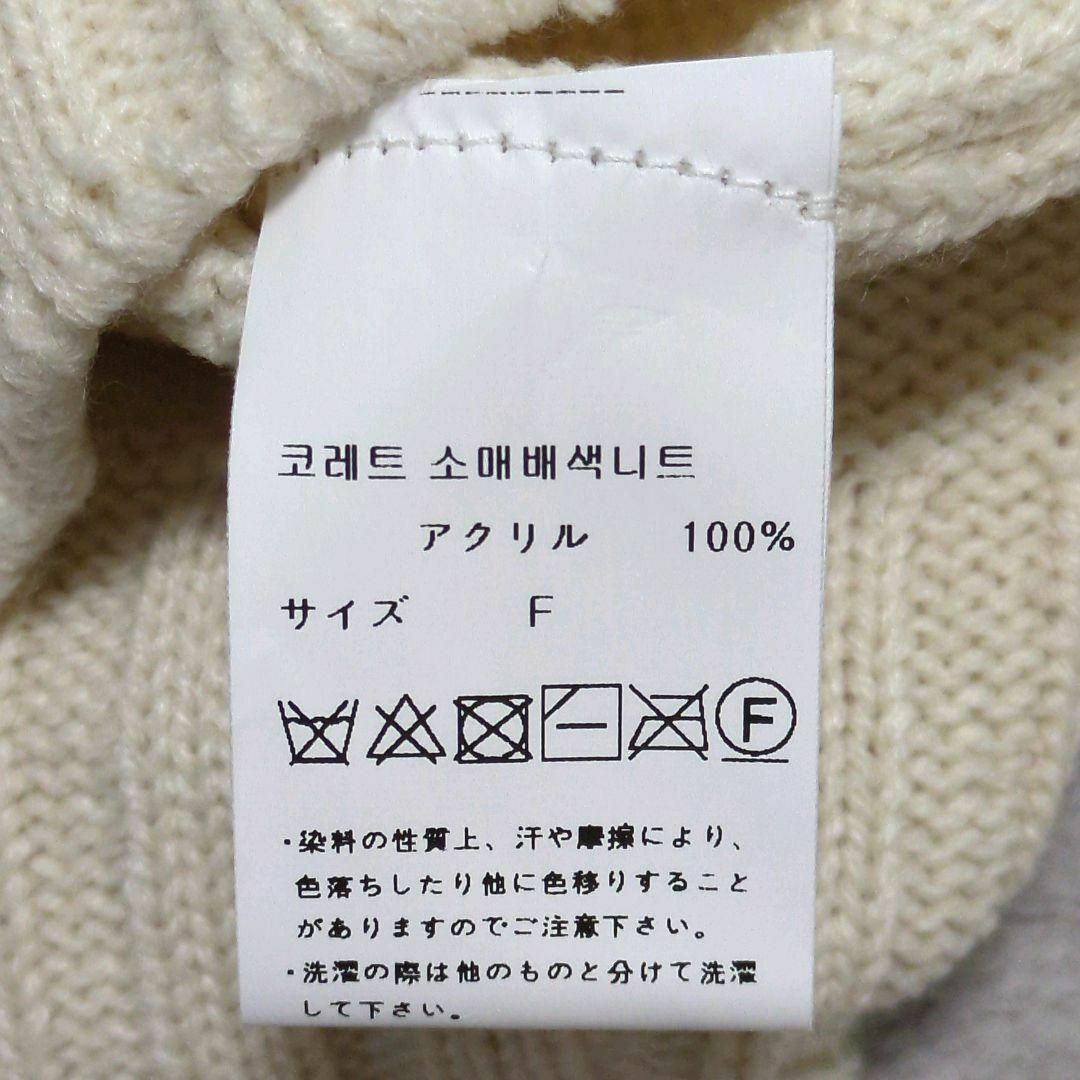 코레트 소매배색니트
アクリル 100%
サイズ F
F
・染料の性質上、汗や摩擦により、
色落ちしたり他に色移りすること
がありますのでご注意下さい。
・洗濯の際は他のものと分けて洗濯
して下さい。